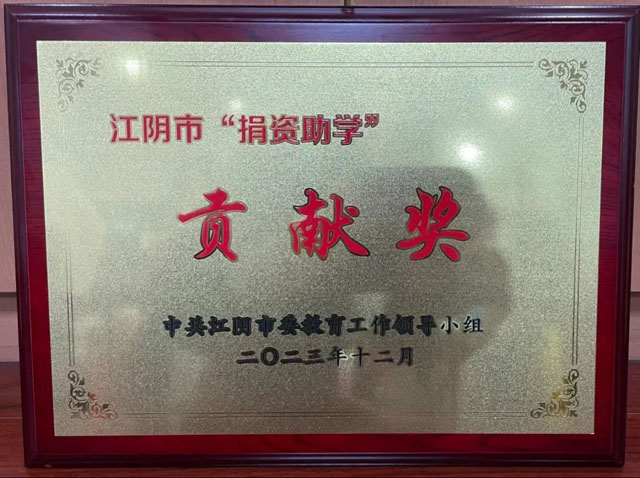 江阴市“捐资助学”
贡献奖
中共江阴市委教育工作领导小组
二〇二三年十二月